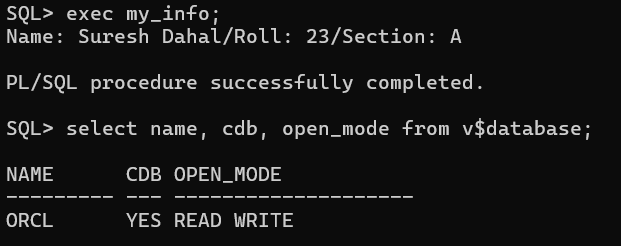 SQL> exec my_info;
Name: Suresh Dahal/Roll: 23/Section: A
PL/SQL procedure successfully completed.
SQL> select name, cdb, open_mode from v$database;
NAME      CDB OPEN_MODE
--------- --- --------------------
ORCL      YES READ WRITE